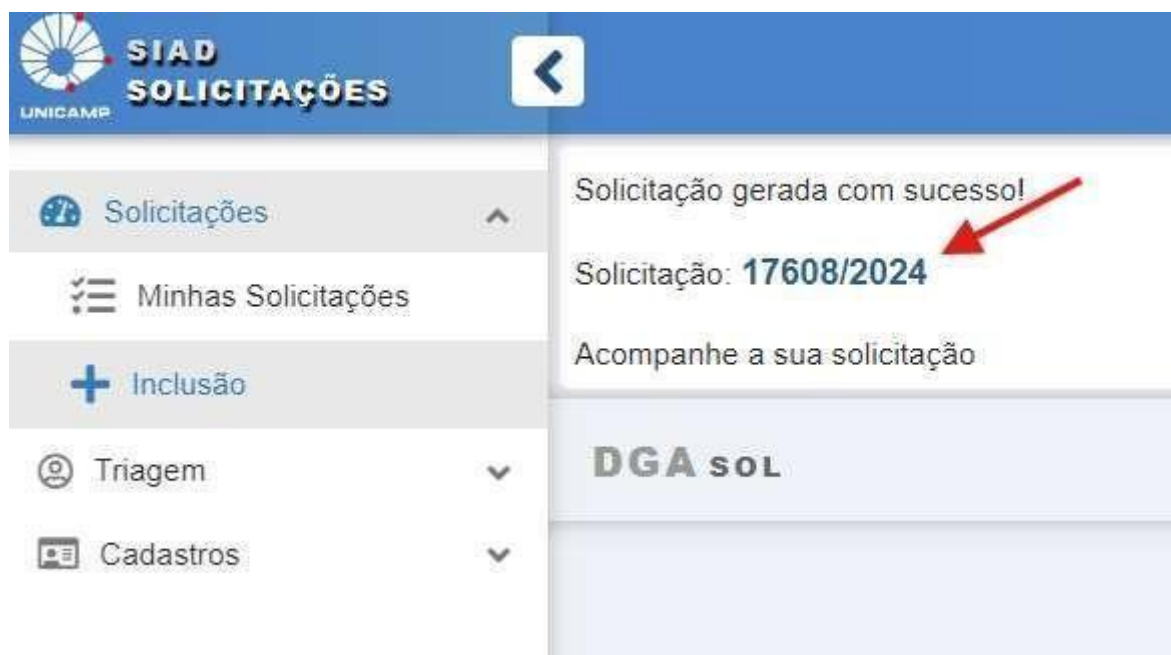 SIAD
SOLICITAÇÕES
UNICAMP
Solicitações
Minhas Solicitações
Inclusão
Triagem
Cadastros
Solicitação gerada com sucesso!
Solicitação: 17608/2024
Acompanhe a sua solicitação
DGA SOL